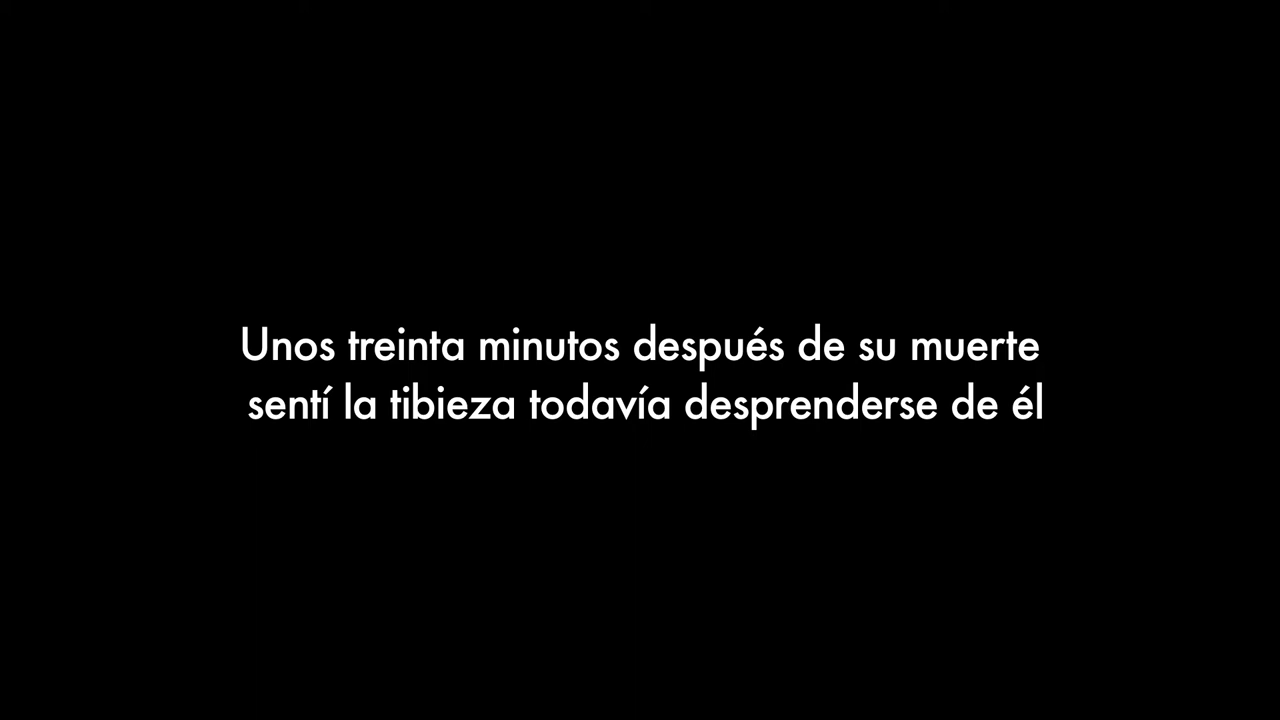 Unos treinta minutos después de su muerte
sentí la tibieza todavía desprenderse de él